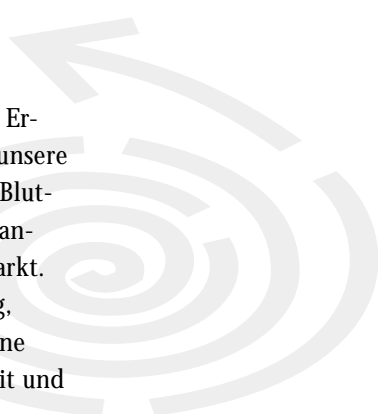 Er-
unsere
Blut-
an-
arkt.
g,
ne
it und